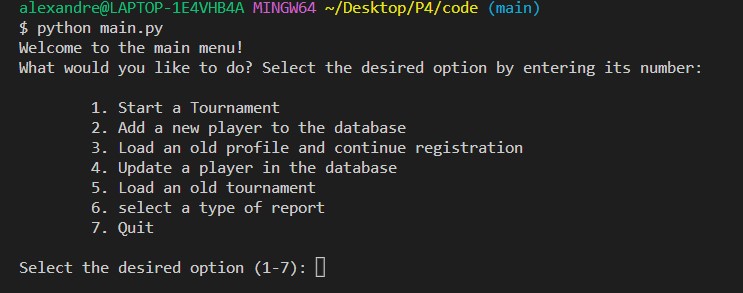 alexandre@LAPTOP-1E4VHB4A MINGW64 ~/Desktop/P4/code (main)
$ python main.py
Welcome to the main menu!
What would you like to do? Select the desired option by entering its number:
1. Start a Tournament
2. Add a new player to the database
3. Load an old profile and continue registration
4. Update a player in the database
5. Load an old tournament
6. select a type of report
7. Quit
Select the desired option (1-7):